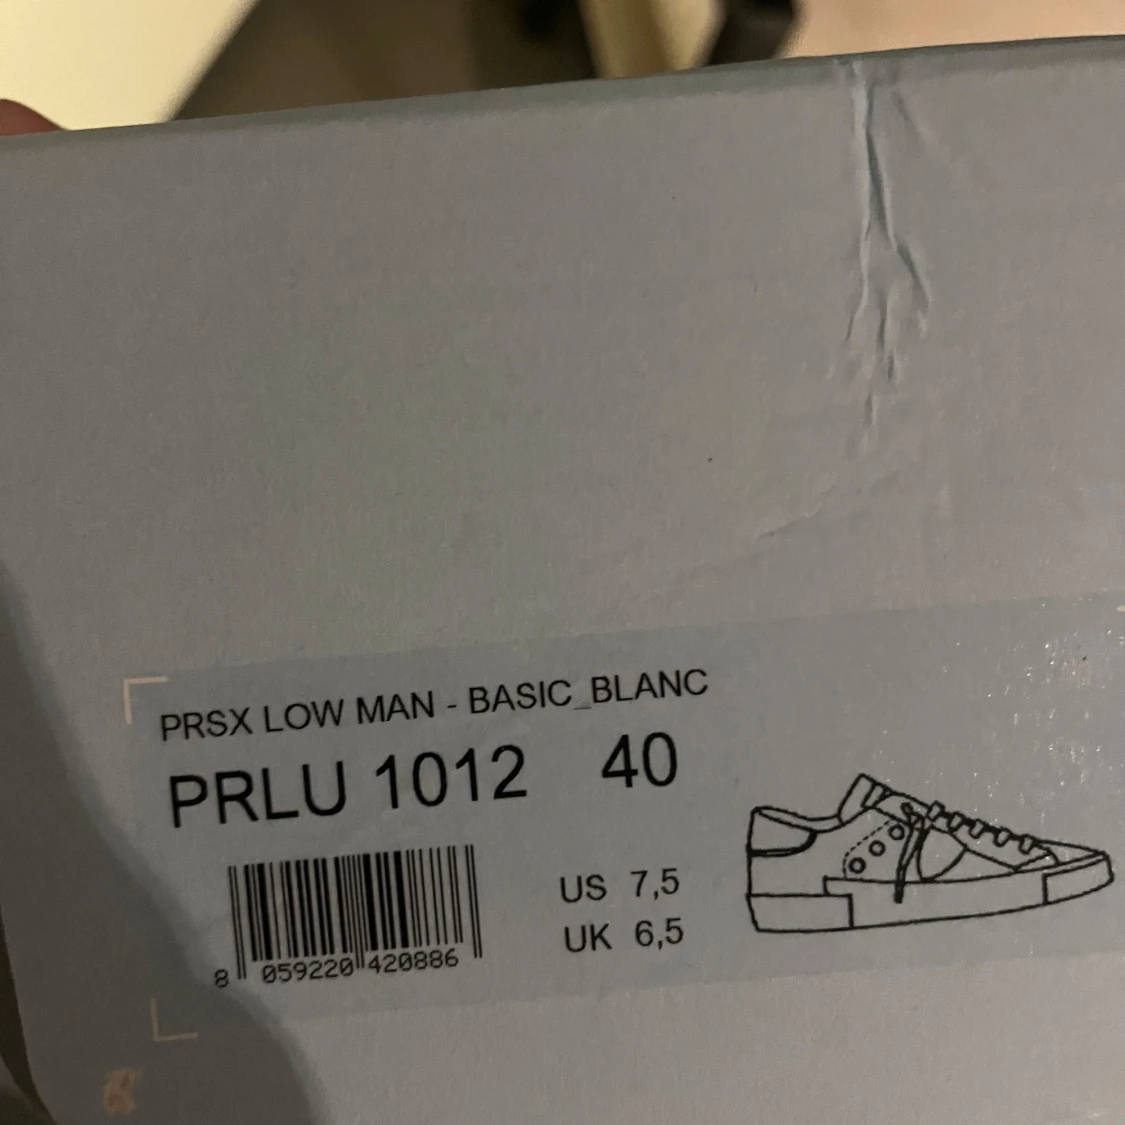 PRSX LOW MAN - BASIC_BLANC
PRLU 1012 40
US 7,5
UK 6,5
8 059220 420886